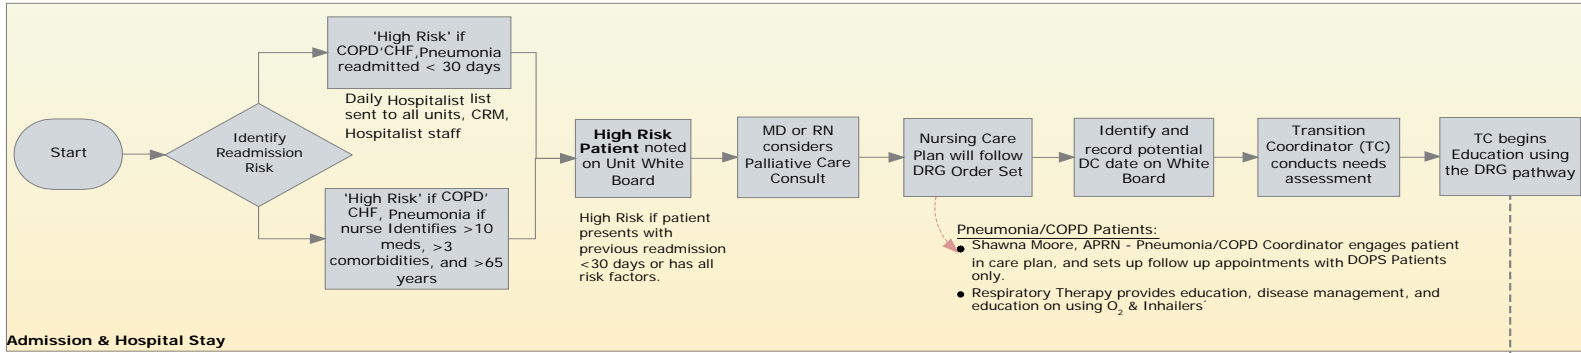 'High Risk' if
COPD'CHF,Pneumonia
readmitted < 30 days
Daily Hospitalist list
sent to all units, CRM,
Hospitalist staff
Start
Identify
Readmission
Risk
'High Risk' if COPD'
CHF, Pneumonia if
nurse Identifies >10
meds, >3
comorbidities, and >65
years
High Risk
Patient noted
on Unit White
Board
High Risk if patient
presents with
previous readmission
<30 days or has all
risk factors.
MD or RN
considers
Palliative Care
Consult
Nursing Care
Plan will follow
DRG Order Set
Identify and
record potential
DC date on White
Board
Transition
Coordinator (TC)
conducts needs
assessment
TC begins
Education using
the DRG pathway
Pneumonia/COPD Patients:
● Shawna Moore, APRN - Pneumonia/COPD Coordinator engages patient
in care plan, and sets up follow up appointments with DOPS Patients
only.
● Respiratory Therapy provides education, disease management, and
education on using O₂ & Inhailers
Admission & Hospital Stay